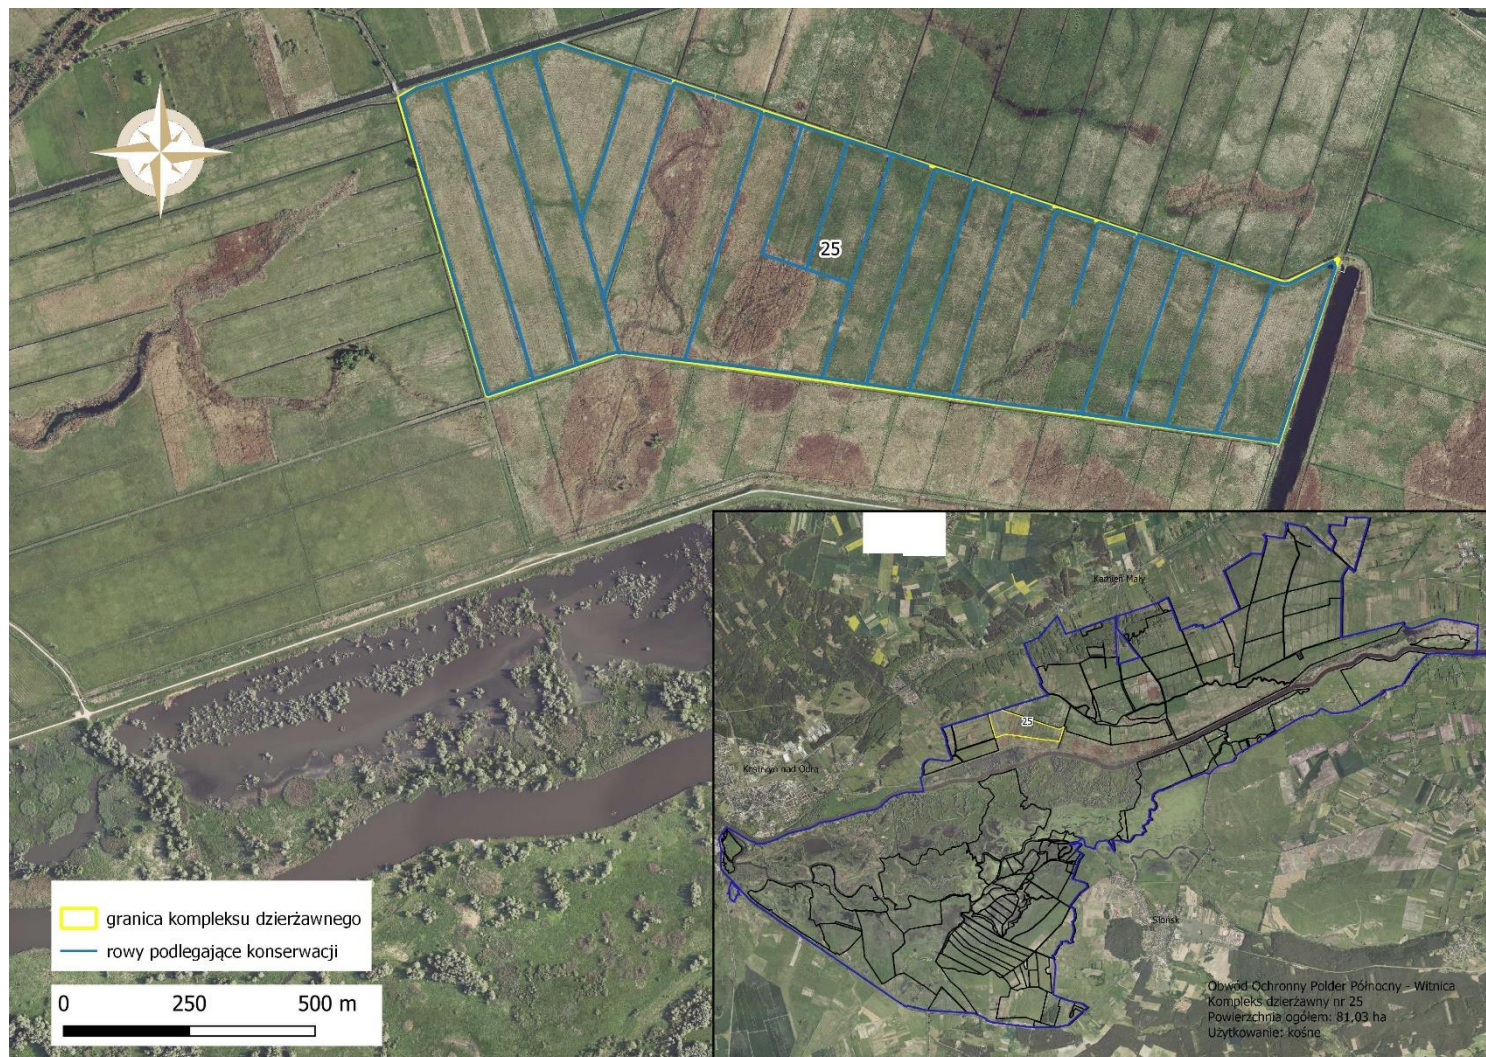 25
granica kompleksu dzierżawnego
rowy podlegające konserwacji
0 250 500 m
Kamień Mały
25
Kostrzyn nad Odrą
Słońsk
Obwód Ochronny Polder Północny - Witnica
Kompleks dzierżawny nr 25
Powierzchnia ogółem: 81,03 ha
Użytkowanie: kośne